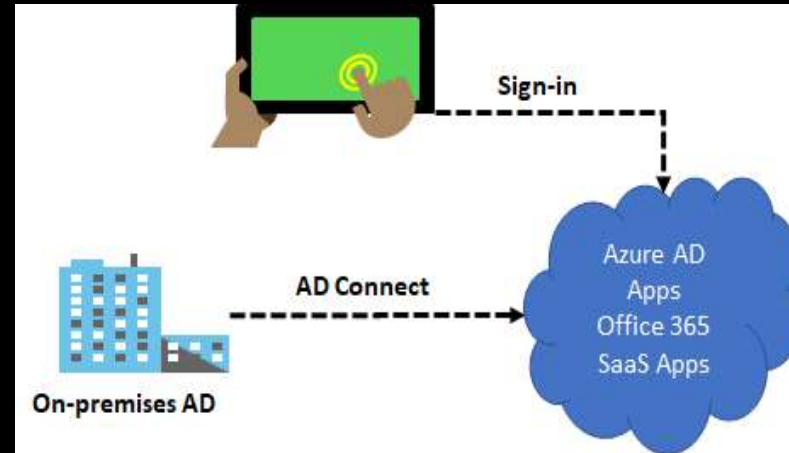 Sign-in
Azure AD
Apps
Office 365
SaaS Apps
AD Connect
On-premises AD